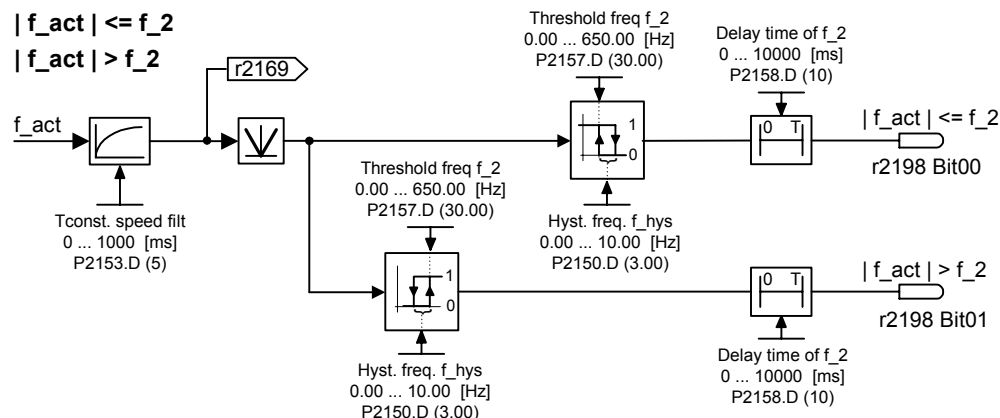 | f_act | <= f_2
| f_act | > f_2
r2169
f_act
Tconst. speed filt
0 ... 1000 [ms]
P2153.D (5)
Threshold freq f_2
0.00 ... 650.00 [Hz]
P2157.D (30.00)
1
0
Hyst. freq. f_hys
0.00 ... 10.00 [Hz]
P2150.D (3.00)
Delay time of f_2
0 ... 10000 [ms]
P2158.D (10)
0 T
| f_act | <= f_2
r2198 Bit00
Threshold freq f_2
0.00 ... 650.00 [Hz]
P2157.D (30.00)
1
0
Hyst. freq. f_hys
0.00 ... 10.00 [Hz]
P2150.D (3.00)
0 T
Delay time of f_2
0 ... 10000 [ms]
P2158.D (10)
| f_act | > f_2
r2198 Bit01